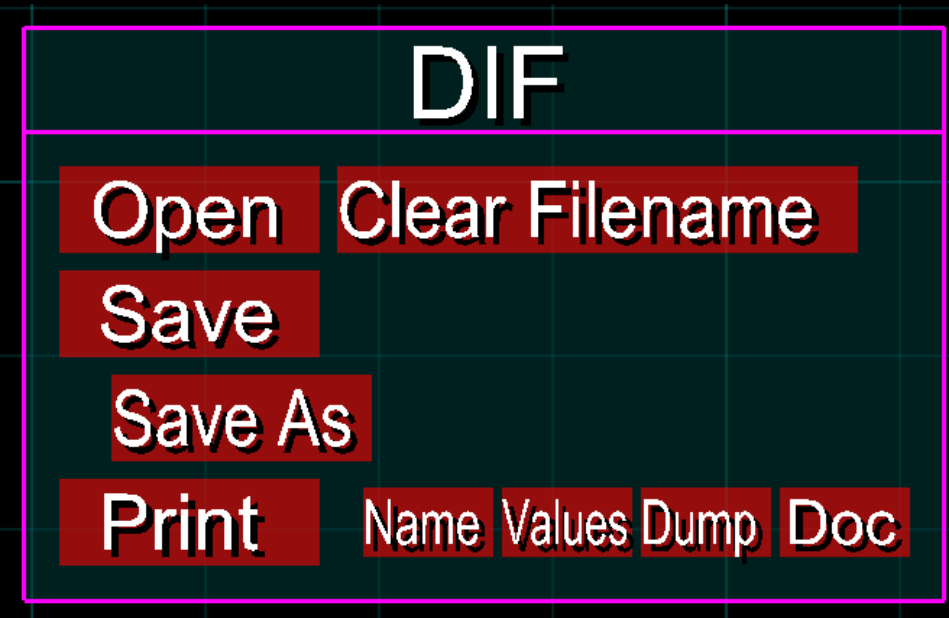 DIF
Open Clear Filename
Save
Save As
Print Name Values Dump Doc